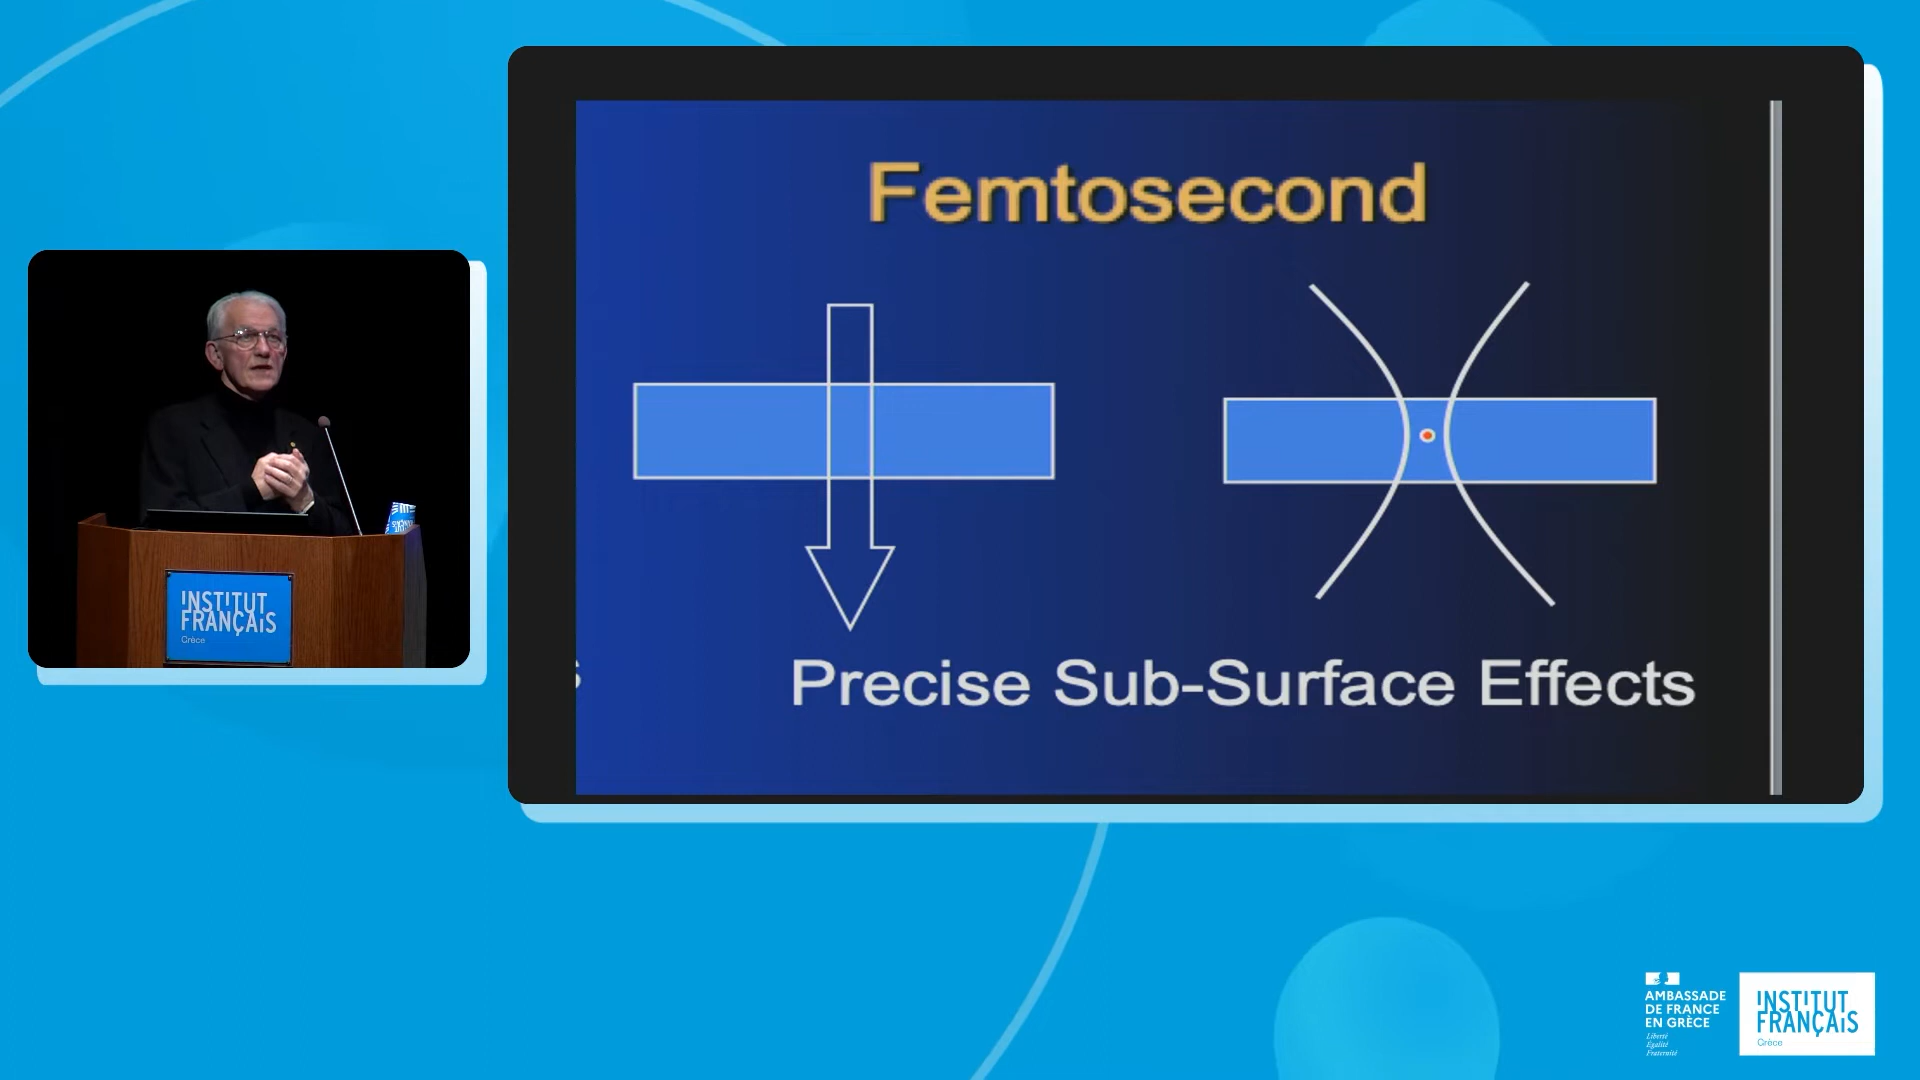 Femtosecond
Precise Sub-Surface Effects
s
INSTITUT
FRANÇAIS
Grèce
AMBASSADE
DE FRANCE
EN GRÈCE
Liberté
Égalité
Fraternité
INSTITUT
FRANÇAIS
Grèce